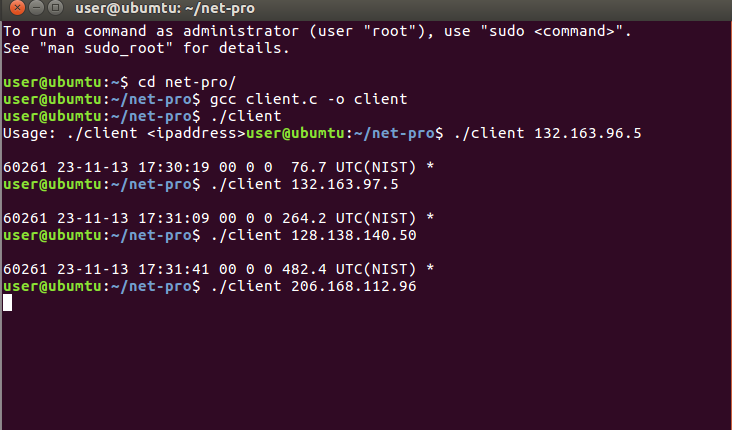 user@ubumtu: ~/net-pro
To run a command as administrator (user "root"), use "sudo <command>".
See "man sudo_root" for details.
user@ubumtu:~$ cd net-pro/
user@ubumtu:~/net-pro$ gcc client.c -o client
user@ubumtu:~/net-pro$ ./client
Usage: ./client <ipaddress>user@ubumtu:~/net-pro$ ./client 132.163.96.5
60261 23-11-13 17:30:19 00 0 0  76.7 UTC(NIST) *
user@ubumtu:~/net-pro$ ./client 132.163.97.5
60261 23-11-13 17:31:09 00 0 0 264.2 UTC(NIST) *
user@ubumtu:~/net-pro$ ./client 128.138.140.50
60261 23-11-13 17:31:41 00 0 0 482.4 UTC(NIST) *
user@ubumtu:~/net-pro$ ./client 206.168.112.96